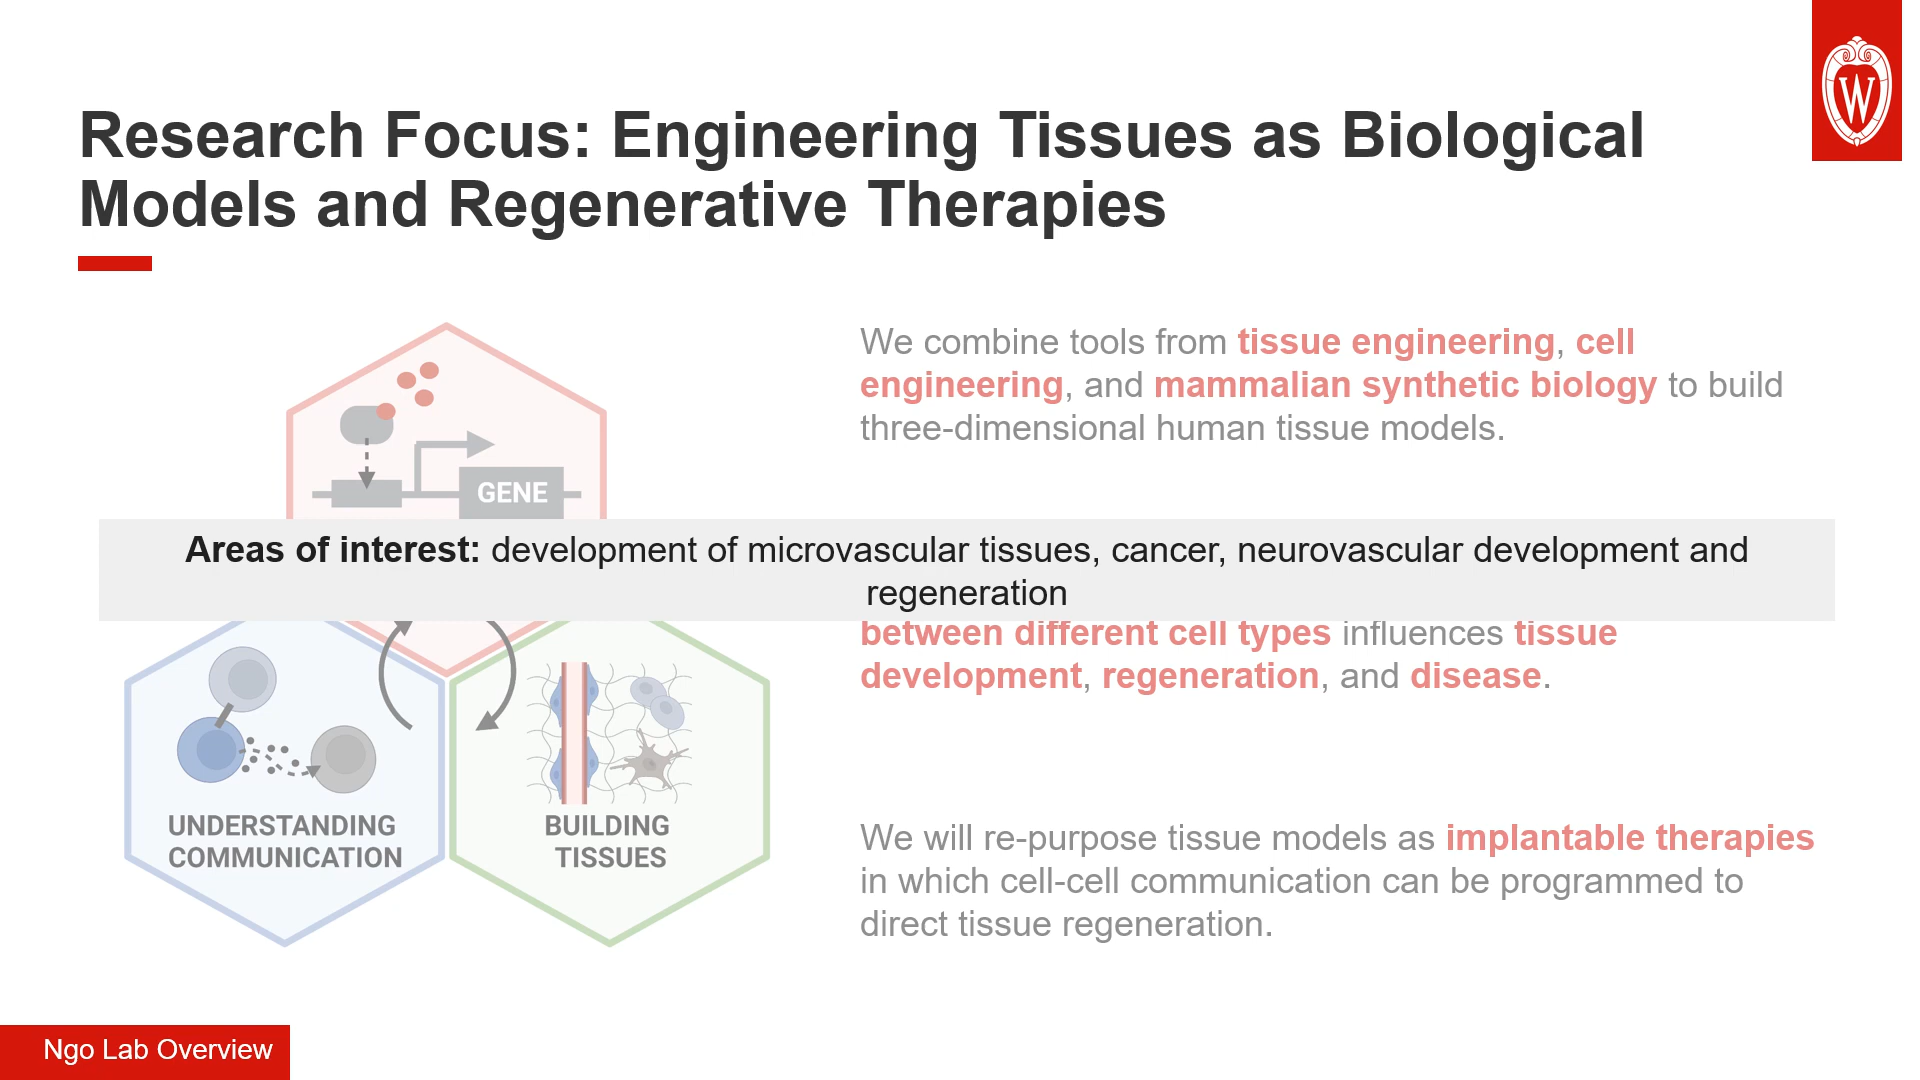 W
Research Focus: Engineering Tissues as Biological
Models and Regenerative Therapies
We combine tools from tissue engineering, cell
engineering, and mammalian synthetic biology to build
three-dimensional human tissue models.
GENE
Areas of interest: development of microvascular tissues, cancer, neurovascular development and
regeneration
between different cell types influences tissue
development, regeneration, and disease.
UNDERSTANDING
COMMUNICATION
BUILDING
TISSUES
We will re-purpose tissue models as implantable therapies
in which cell-cell communication can be programmed to
direct tissue regeneration.
Ngo Lab Overview